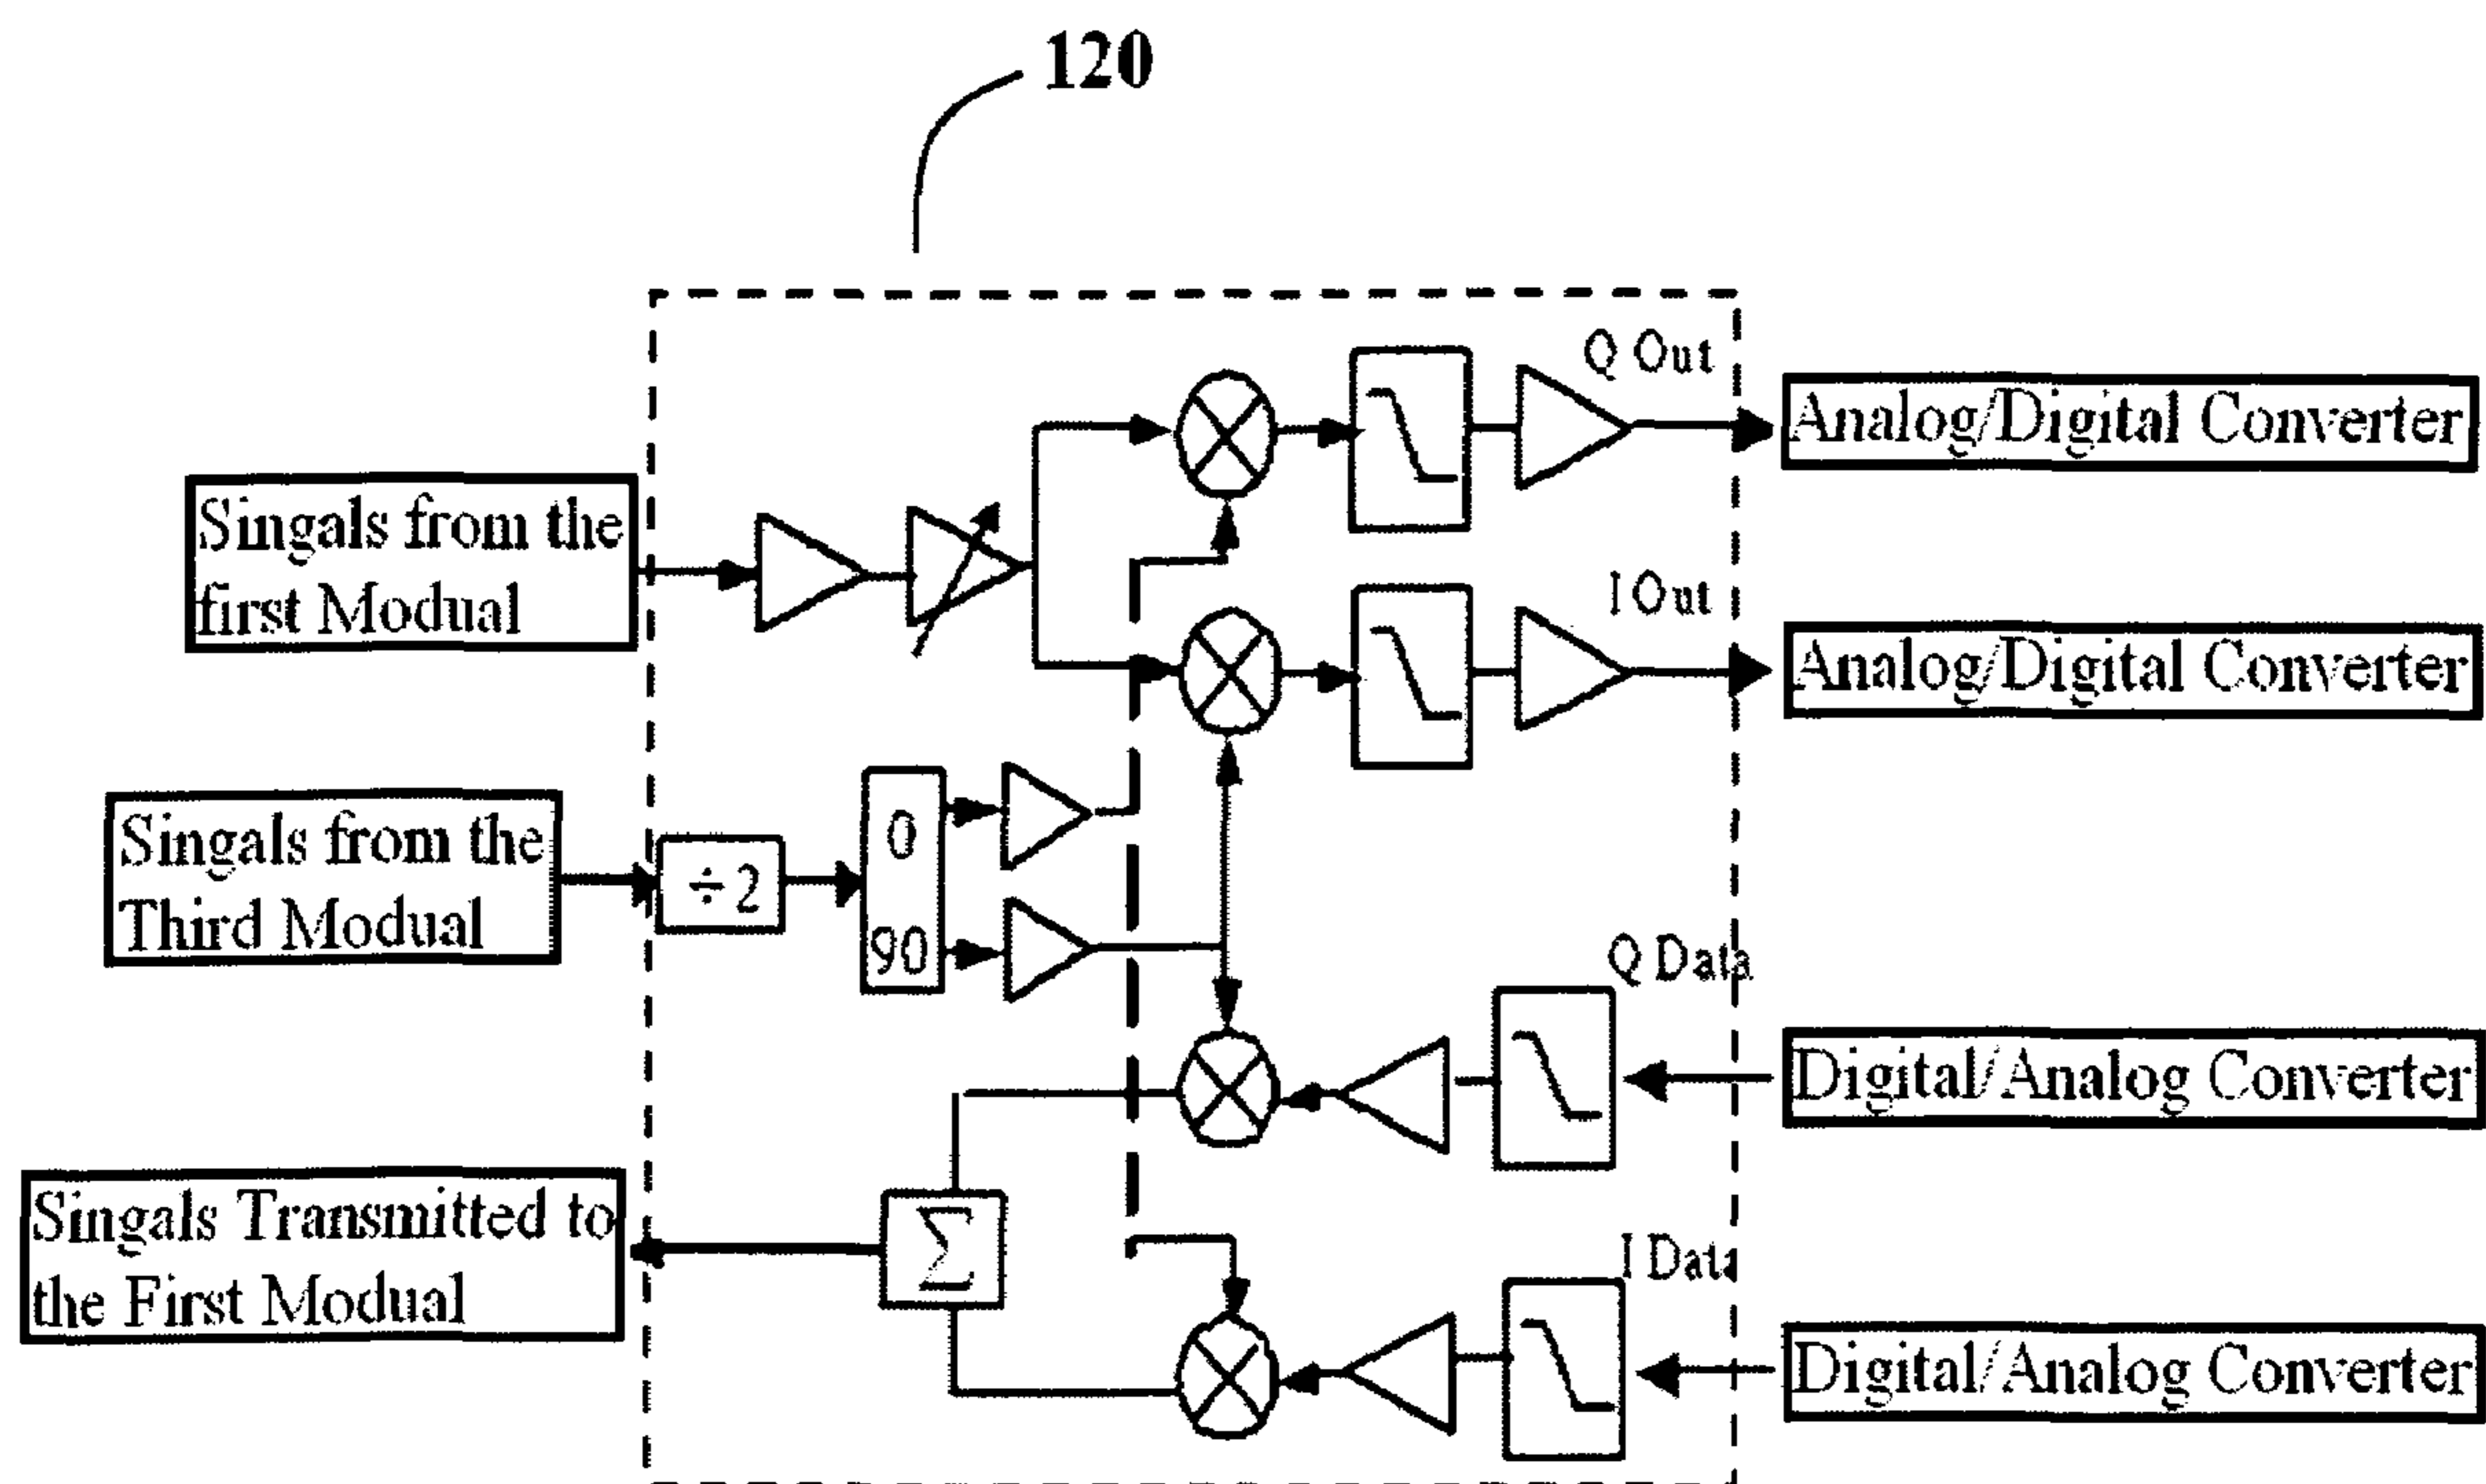 120
Q Out
Analog/Digital Converter
Singals from the
first Modual
I Out
Analog/Digital Converter
Singals from the
Third Modual
÷2
0
90
Q Data
Digital/Analog Converter
Singals Transmitted to
the First Modual
Σ
I Data
Digital/Analog Converter